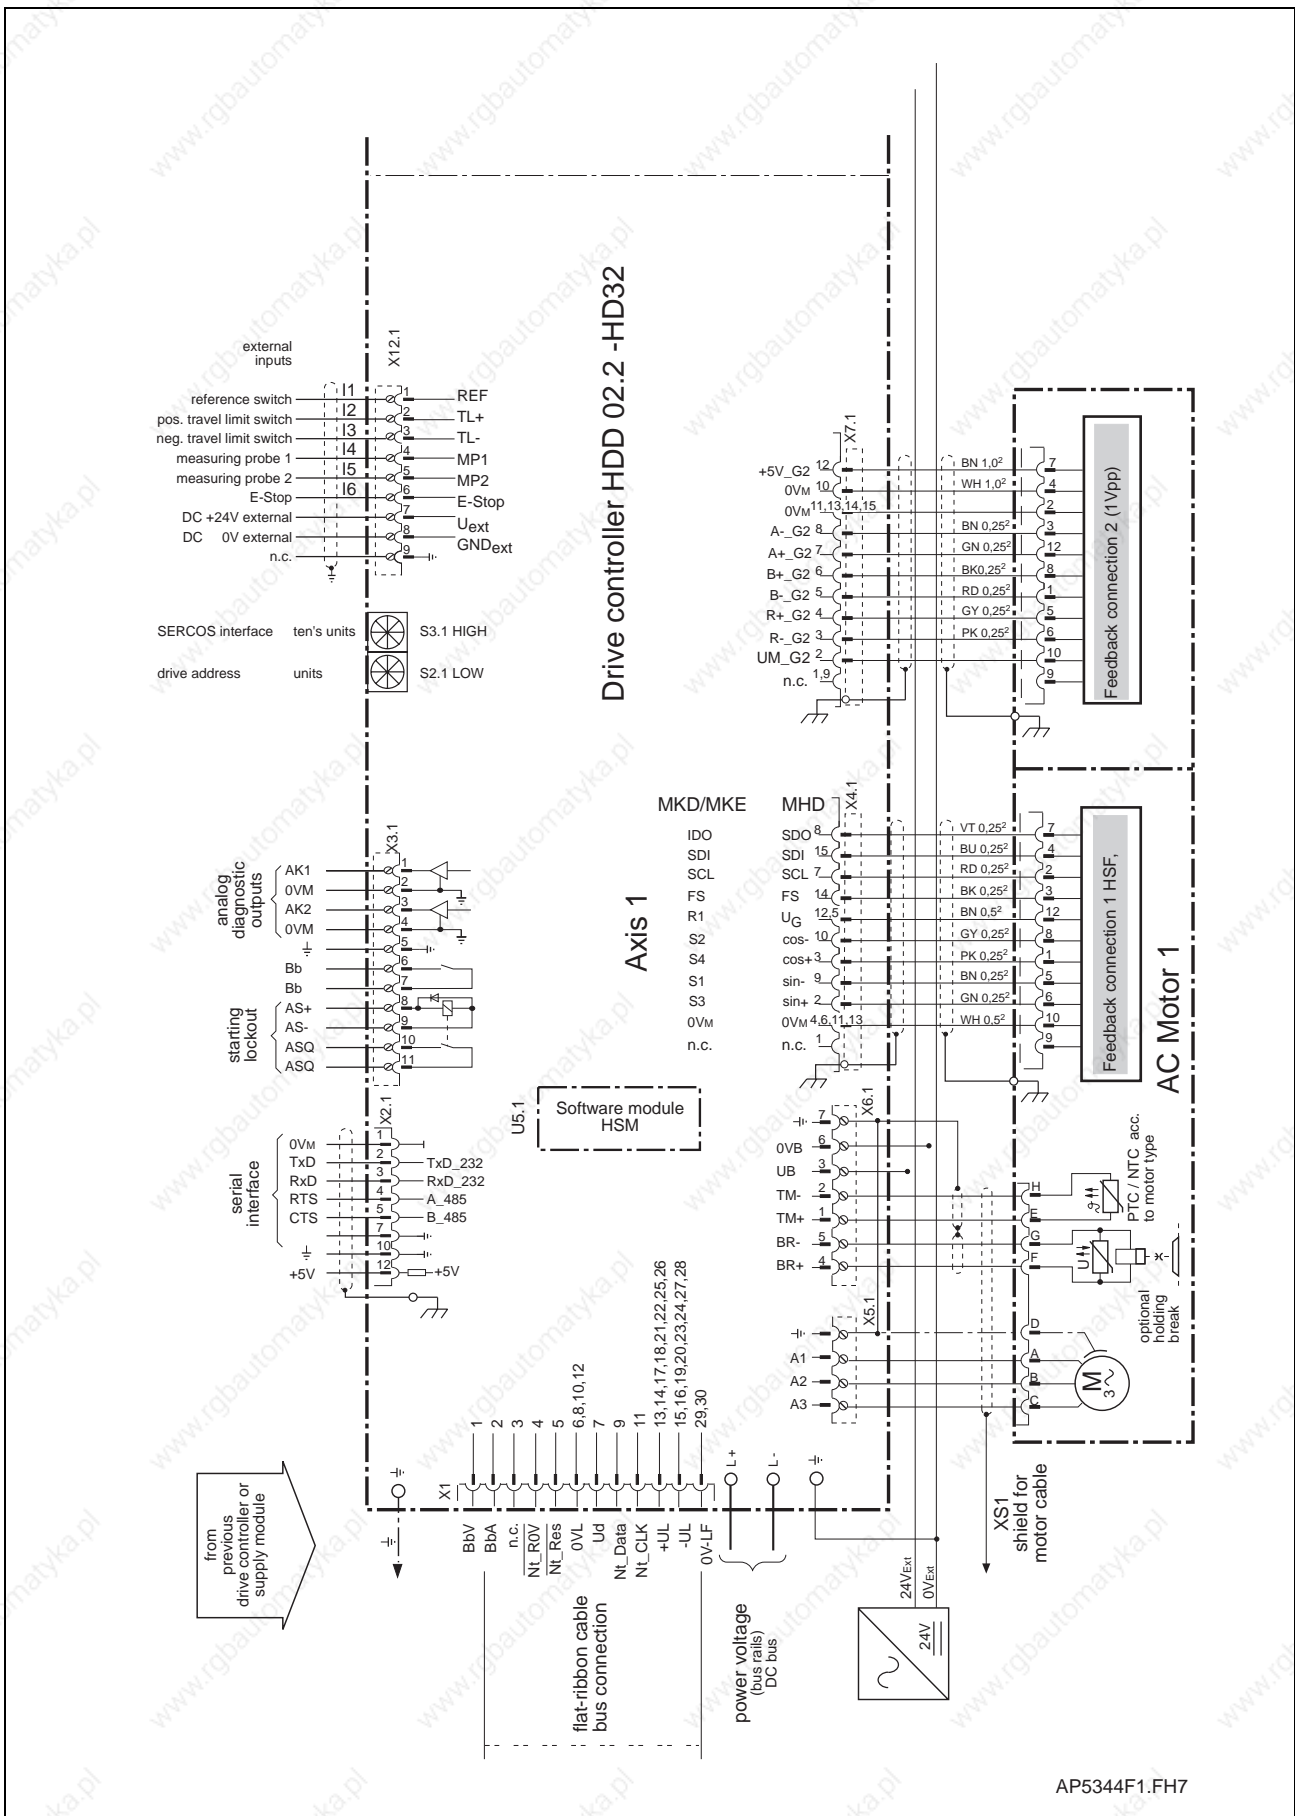 external
inputs
X12.1
reference switch I1 1 REF
pos. travel limit switch I2 2 TL+
neg. travel limit switch I3 3 TL-
measuring probe 1 I4 4 MP1
measuring probe 2 I5 5 MP2
E-Stop I6 6 E-Stop
DC +24V external 7 Uext
DC 0V external 8 GNDext
n.c. 9
SERCOS interface ten's units S3.1 HIGH
drive address units S2.1 LOW
Drive controller HDD 02.2 -HD32
X7.1
+5V_G2 12 BN 1,0² 7
0VM 10 WH 1,0² 4
0VM 11,13,14,15 2
A-_G2 8 BN 0,25² 3
A+_G2 7 GN 0,25² 12
B+_G2 6 BK0,25² 8
B-_G2 5 RD 0,25² 1
R+_G2 4 GY 0,25² 5
R-_G2 3 PK 0,25² 6
UM_G2 2 10
n.c. 1,9 9
Feedback connection 2 (1Vpp)
analog
diagnostic
outputs
X3.1
AK1 1
0VM 2
AK2 3
0VM 4
5
Bb 6
Bb 7
starting
lockout
AS+ 8
AS- 9
ASQ 10
ASQ 11
Axis 1
MKD/MKE MHD X4.1
IDO SDO 8 VT 0,25² 7
SDI SDI 15 BU 0,25² 4
SCL SCL 7 RD 0,25² 2
FS FS 14 BK 0,25² 3
R1 UG 12,5 BN 0,5² 12
S2 cos- 10 GY 0,25² 8
S4 cos+ 3 PK 0,25² 1
S1 sin- 9 BN 0,25² 5
S3 sin+ 2 GN 0,25² 6
0VM 0VM 4,6,11,13 WH 0,5² 10
n.c. n.c. 1 9
Feedback connection 1 HSF,
AC Motor 1
U5.1
Software module
HSM
serial
interface
X2.1
0VM 1
TxD 2 TxD_232
RxD 3 RxD_232
RTS 4 A_485
CTS 5 B_485
7
10
+5V 12 +5V
X6.1
7
0VB 6
UB 3
TM- 2 H
TM+ 1 E
BR- 5 G
BR+ 4 F
PTC / NTC acc.
to motor type
U
optional
holding
break
X5.1
D
A1 A
A2 B
A3 C
M
3
XS1
shield for
motor cable
from
previous
drive controller or
supply module
X1
BbV 1
BbA 2
n.c. 3
Nt_R0V 4
Nt_Res 5
0VL 6,8,10,12
Ud 7
Nt_Data 9
Nt_CLK 11
+UL 13,14,17,18,21,22,25,26
-UL 15,16,19,20,23,24,27,28
0V-LF 29,30
flat-ribbon cable
bus connection
L+
L-
power voltage
(bus rails)
DC bus
24VExt
0VExt
24V
AP5344F1.FH7
www.rgbautomatyka.pl